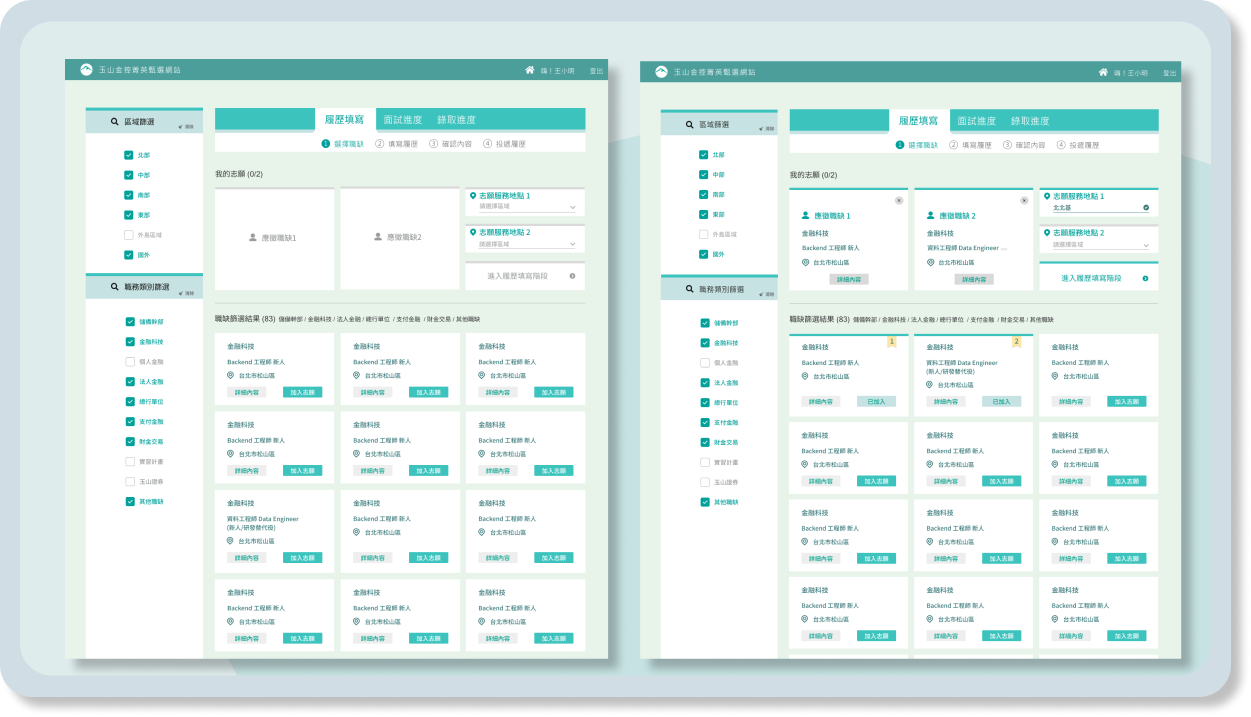 玉山金控菁英甄選網站
嗨！王小明 登出
區域篩選
清除
北部
中部
南部
東部
外島區域
國外
職務類別篩選
清除
儲備幹部
金融科技
個人金融
法人金融
總行單位
支付金融
財金交易
實習計畫
玉山證券
其他職缺
履歷填寫 面試進度 錄取進度
1 選擇職缺 2 填寫履歷 3 確認內容 4 投遞履歷
我的志願 (0/2)
應徵職缺1
應徵職缺2
志願服務地點 1
請選擇區域
志願服務地點 2
請選擇區域
進入履歷填寫階段
職缺篩選結果 (83) 儲備幹部 / 金融科技 / 法人金融 / 總行單位 / 支付金融 / 財金交易 / 其他職缺
金融科技 金融科技 金融科技
Backend 工程師 新人 Backend 工程師 新人 Backend 工程師 新人
台北市松山區 台北市松山區 台北市松山區
詳細內容 加入志願 詳細內容 加入志願 詳細內容 加入志願
金融科技 金融科技 金融科技
Backend 工程師 新人 Backend 工程師 新人 Backend 工程師 新人
台北市松山區 台北市松山區 台北市松山區
詳細內容 加入志願 詳細內容 加入志願 詳細內容 加入志願
金融科技 金融科技 金融科技
資料工程師 Data Engineer Backend 工程師 新人 Backend 工程師 新人
(新人/研發替代役)
台北市松山區 台北市松山區 台北市松山區
詳細內容 加入志願 詳細內容 加入志願 詳細內容 加入志願
金融科技 金融科技 金融科技
Backend 工程師 新人 Backend 工程師 新人 Backend 工程師 新人
台北市松山區 台北市松山區 台北市松山區
詳細內容 加入志願 詳細內容 加入志願 詳細內容 加入志願
玉山金控菁英甄選網站
嗨！王小明 登出
區域篩選
清除
北部
中部
南部
東部
外島區域
國外
職務類別篩選
清除
儲備幹部
金融科技
個人金融
法人金融
總行單位
支付金融
財金交易
實習計畫
玉山證券
其他職缺
履歷填寫 面試進度 錄取進度
1 選擇職缺 2 填寫履歷 3 確認內容 4 投遞履歷
我的志願 (0/2)
應徵職缺 1
金融科技
Backend 工程師 新人
台北市松山區
詳細內容
應徵職缺 2
金融科技
資料工程師 Data Engineer ...
台北市松山區
詳細內容
志願服務地點 1
北北基
志願服務地點 2
請選擇區域
進入履歷填寫階段
職缺篩選結果 (83) 儲備幹部 / 金融科技 / 法人金融 / 總行單位 / 支付金融 / 財金交易 / 其他職缺
1 2
金融科技 金融科技 金融科技
Backend 工程師 新人 資料工程師 Data Engineer Backend 工程師 新人
(新人/研發替代役)
台北市松山區 台北市松山區 台北市松山區
詳細內容 已加入 詳細內容 已加入 詳細內容 加入志願
金融科技 金融科技 金融科技
Backend 工程師 新人 Backend 工程師 新人 Backend 工程師 新人
台北市松山區 台北市松山區 台北市松山區
詳細內容 加入志願 詳細內容 加入志願 詳細內容 加入志願
金融科技 金融科技 金融科技
Backend 工程師 新人 Backend 工程師 新人 Backend 工程師 新人
台北市松山區 台北市松山區 台北市松山區
詳細內容 加入志願 詳細內容 加入志願 詳細內容 加入志願
金融科技 金融科技 金融科技
Backend 工程師 新人 Backend 工程師 新人 Backend 工程師 新人
台北市松山區 台北市松山區 台北市松山區
詳細內容 加入志願 詳細內容 加入志願 詳細內容 加入志願